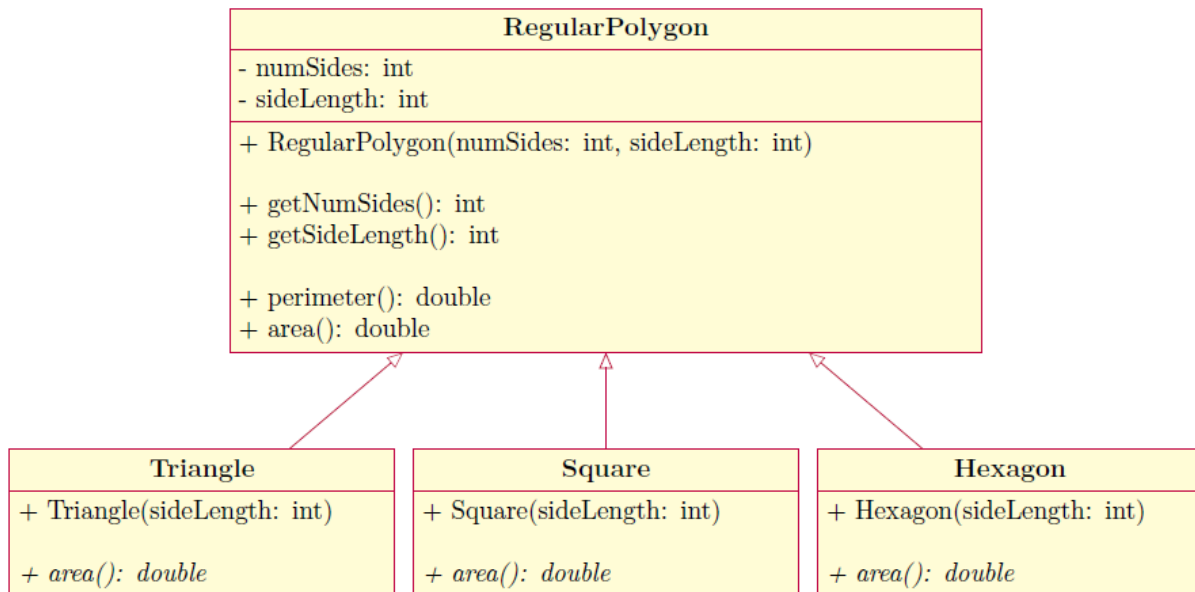 RegularPolygon
- numSides: int
- sideLength: int
+ RegularPolygon(numSides: int, sideLength: int)
+ getNumSides(): int
+ getSideLength(): int
+ perimeter(): double
+ area(): double
Triangle
+ Triangle(sideLength: int)
+ area(): double
Square
+ Square(sideLength: int)
+ area(): double
Hexagon
+ Hexagon(sideLength: int)
+ area(): double